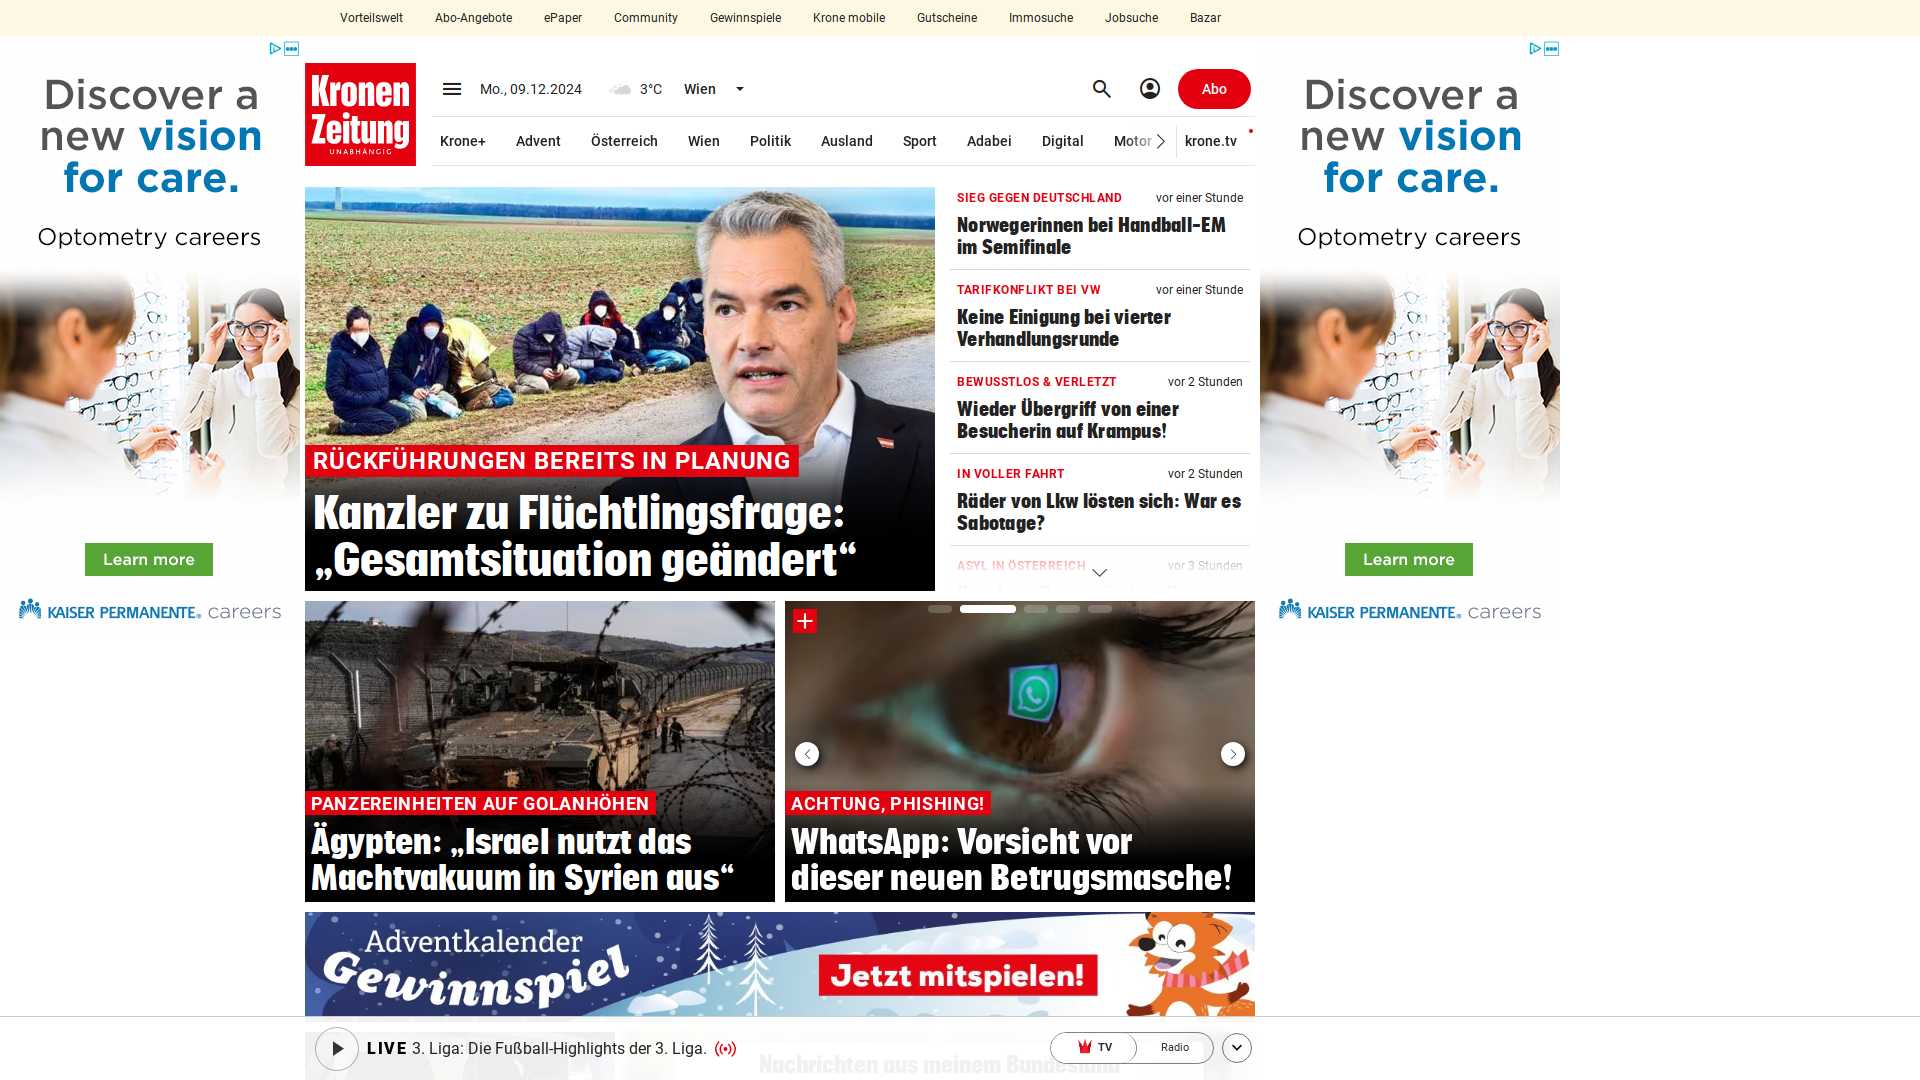 Vorteilswelt
Abo-Angebote
ePaper
Community
Gewinnspiele
Krone mobile
Gutscheine
Immosuche
Jobsuche
Bazar
Discover a
new vision
for care.
Optometry careers
Learn more
KAISER PERMANENTE® careers
Kronen
Zeitung
UNABHÄNGIG
Mo., 09.12.2024
3°C
Wien
Abo
Krone+
Advent
Österreich
Wien
Politik
Ausland
Sport
Adabei
Digital
Motor
krone.tv
RÜCKFÜHRUNGEN BEREITS IN PLANUNG
Kanzler zu Flüchtlingsfrage:
„Gesamtsituation geändert“
SIEG GEGEN DEUTSCHLAND
vor einer Stunde
Norwegerinnen bei Handball-EM
im Semifinale
TARIFKONFLIKT BEI VW
vor einer Stunde
Keine Einigung bei vierter
Verhandlungsrunde
BEWUSSTLOS & VERLETZT
vor 2 Stunden
Wieder Übergriff von einer
Besucherin auf Krampus!
IN VOLLER FAHRT
vor 2 Stunden
Räder von Lkw lösten sich: War es
Sabotage?
ASYL IN ÖSTERREICH
vor 3 Stunden
Discover a
new vision
for care.
Optometry careers
Learn more
KAISER PERMANENTE® careers
PANZEREINHEITEN AUF GOLANHÖHEN
Ägypten: „Israel nutzt das
Machtvakuum in Syrien aus“
ACHTUNG, PHISHING!
WhatsApp: Vorsicht vor
dieser neuen Betrugsmasche!
Adventkalender
Gewinnspiel
Jetzt mitspielen!
LIVE 3. Liga: Die Fußball-Highlights der 3. Liga.
Nachrichten aus meinem Bundesland
TV
Radio